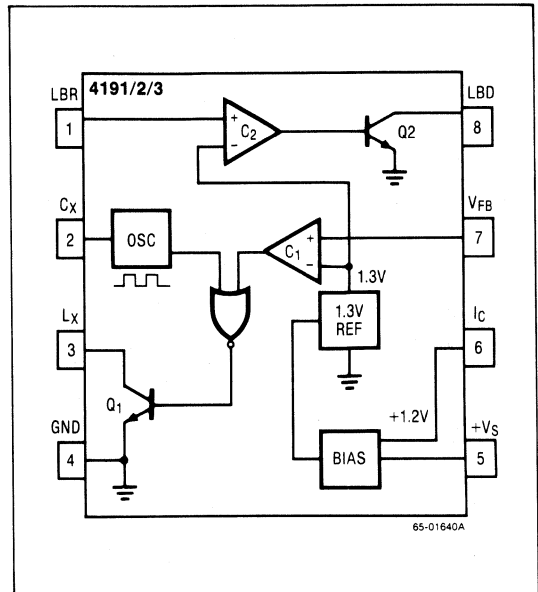 4191/2/3
LBR
1
+
C2
−
Q2
LBD
8
CX
2
OSC
C1
+
−
VFB
7
1.3V
1.3V
REF
LX
3
IC
6
Q1
+1.2V
GND
4
BIAS
+VS
5
65-01640A